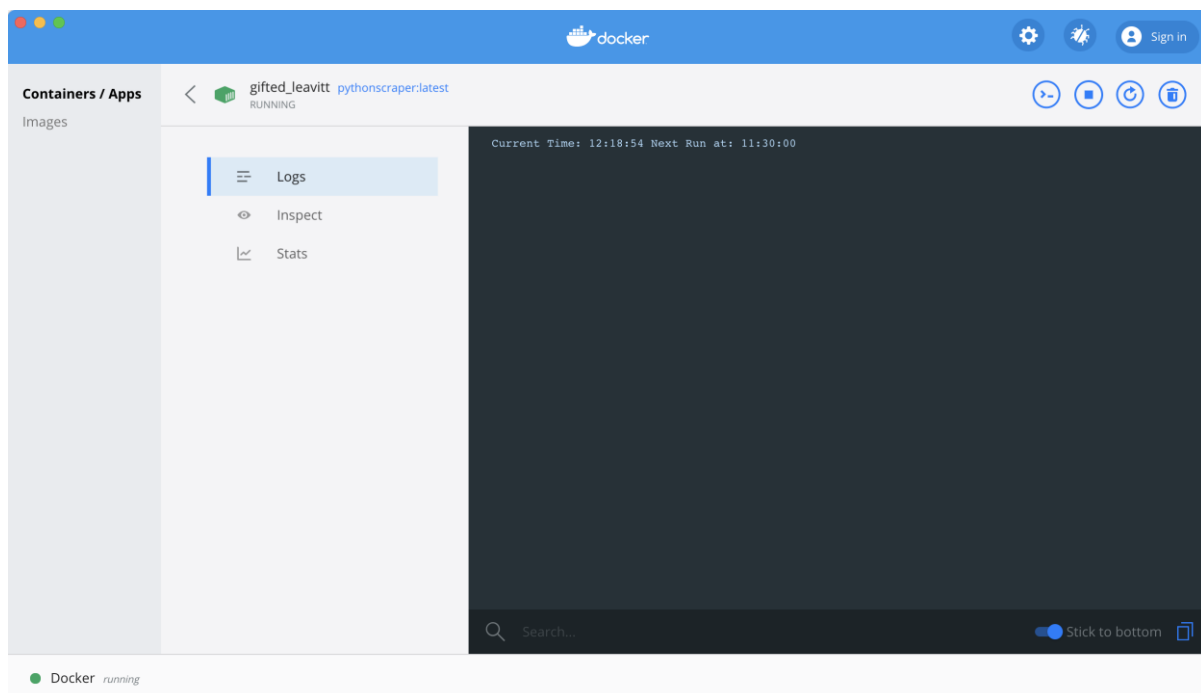 docker
Sign in
Containers / Apps
Images
gifted_leavitt pythonscraper:latest
RUNNING
Logs
Inspect
Stats
Current Time: 12:18:54 Next Run at: 11:30:00
Search...
Stick to bottom
Docker running